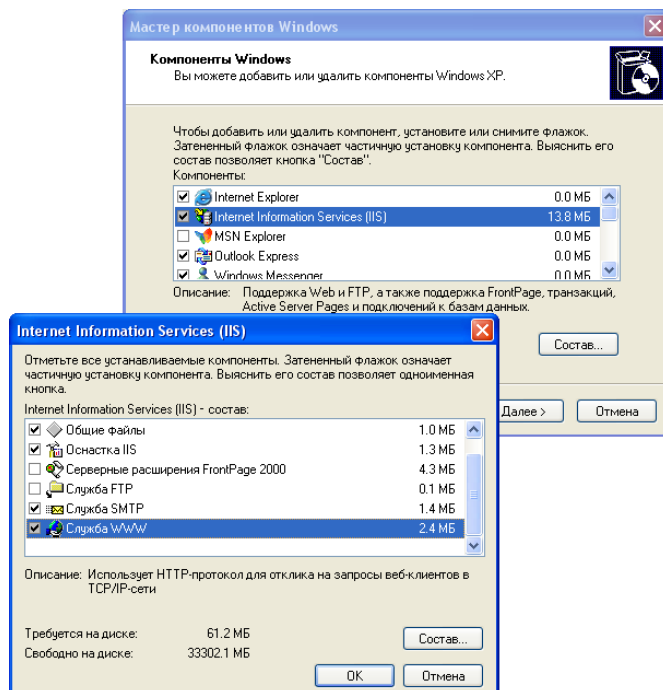 Мастер компонентов Windows
Компоненты Windows
Вы можете добавить или удалить компоненты Windows XP.
Чтобы добавить или удалить компонент, установите или снимите флажок.
Затененный флажок означает частичную установку компонента. Выяснить его
состав позволяет кнопка "Состав".
Компоненты:
Internet Explorer 0.0 МБ
Internet Information Services (IIS) 13.8 МБ
MSN Explorer 0.0 МБ
Outlook Express 0.0 МБ
Windows Messenger 0.0 МБ
Описание: Поддержка Web и FTP, а также поддержка FrontPage, транзакций,
Active Server Pages и подключений к базам данных.
Состав...
Далее > Отмена
Internet Information Services (IIS)
Отметьте все устанавливаемые компоненты. Затененный флажок означает
частичную установку компонента. Выяснить его состав позволяет одноименная
кнопка.
Internet Information Services (IIS) - состав:
Общие файлы 1.0 МБ
Оснастка IIS 1.3 МБ
Серверные расширения FrontPage 2000 4.3 МБ
Служба FTP 0.1 МБ
Служба SMTP 1.4 МБ
Служба WWW 2.4 МБ
Описание: Использует HTTP-протокол для отклика на запросы веб-клиентов в
TCP/IP-сети
Требуется на диске: 61.2 МБ
Свободно на диске: 33302.1 МБ
Состав...
OK Отмена